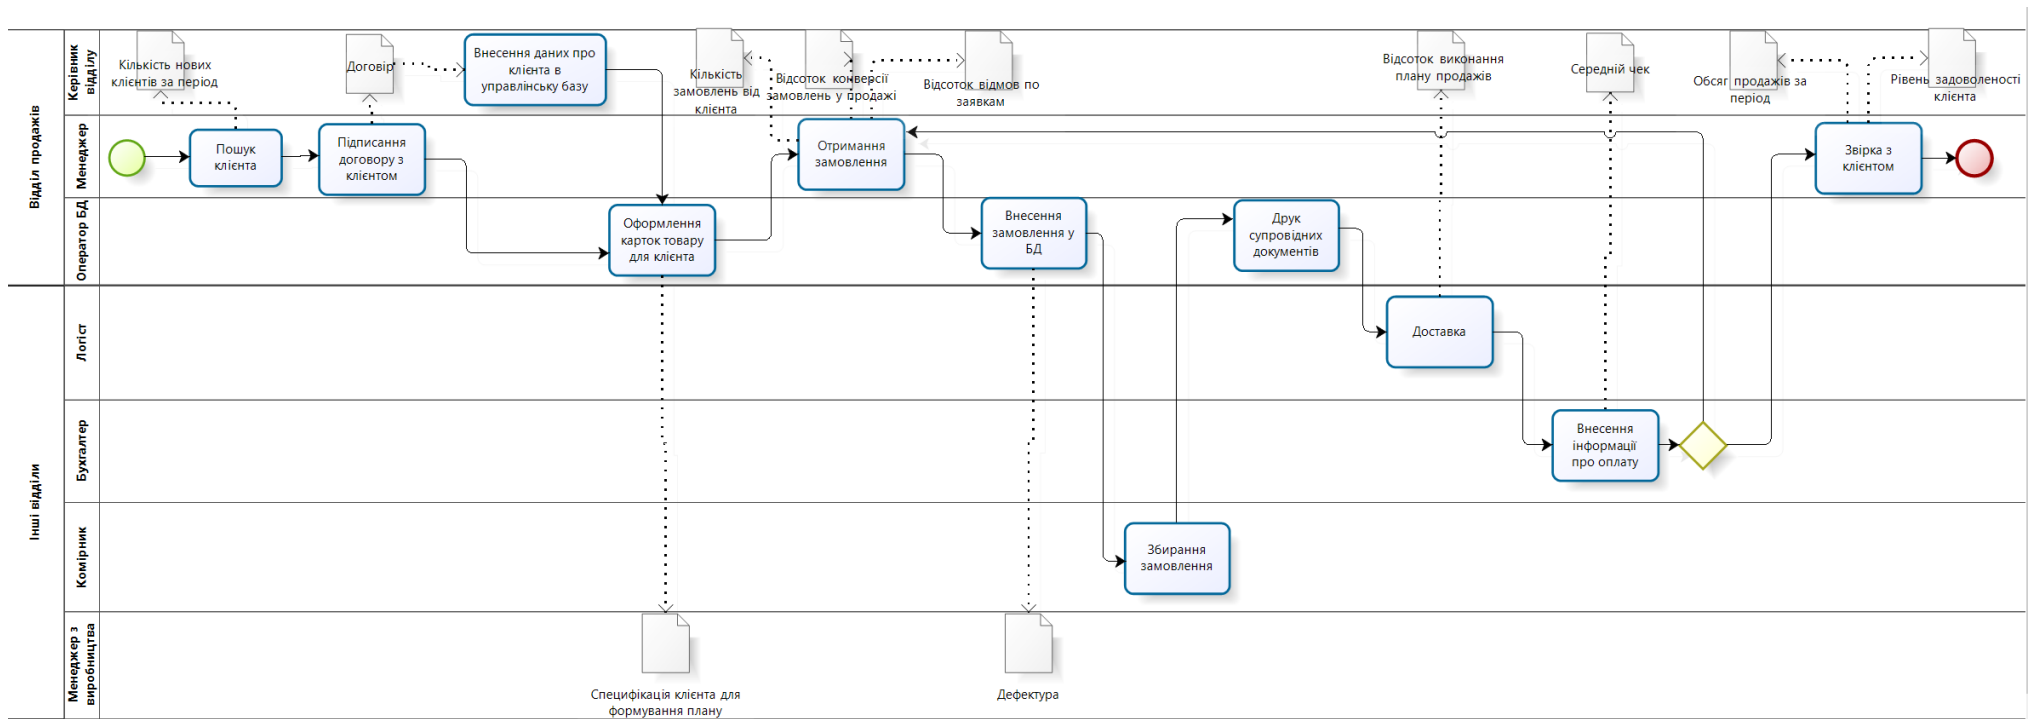 Відділ продажів
Керівник
відділу
Кількість нових
клієнтів за період
Договір
Внесення даних про
клієнта в
управлінську базу
Кількість
замовлень від
клієнта
Відсоток конверсії
замовлень у продажі
Відсоток відмов по
заявкам
Відсоток виконання
плану продажів
Середній чек
Обсяг продажів за
період
Рівень задоволеності
клієнта
Менеджер
Пошук
клієнта
Підписання
договору з
клієнтом
Отримання
замовлення
Звірка з
клієнтом
Оператор БД
Оформлення
карток товару
для клієнта
Внесення
замовлення у
БД
Друк
супровідних
документів
Інші відділи
Логіст
Доставка
Бухгалтер
Внесення
інформації
про оплату
Комірник
Збирання
замовлення
Менеджер з
виробництва
Специфікація клієнта для
формування плану
Дефектура